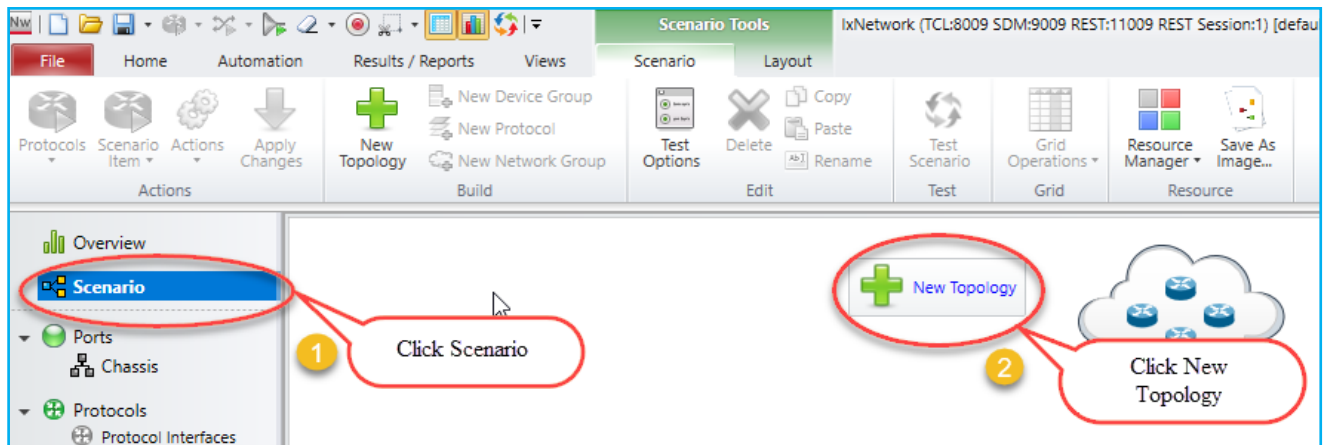 Nw
Scenario Tools
IxNetwork (TCL:8009 SDM:9009 REST:11009 REST Session:1) [defau
File Home Automation Results / Reports Views Scenario Layout
Protocols
Scenario Item
Actions
Apply Changes
Actions
New Topology
New Device Group
New Protocol
New Network Group
Build
Test Options
Delete
Copy
Paste
Rename
Edit
Test Scenario
Test
Grid Operations
Grid
Resource Manager
Save As Image...
Resource
Overview
Scenario
Ports
Chassis
Protocols
Protocol Interfaces
1
Click Scenario
New Topology
2
Click New
Topology